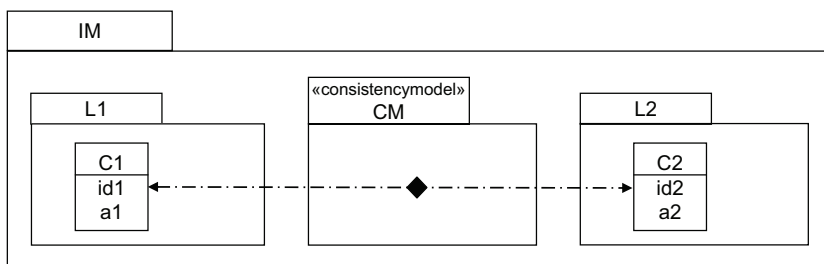 IM
L1
«consistencymodel»
CM
L2
C1
id1
a1
C2
id2
a2